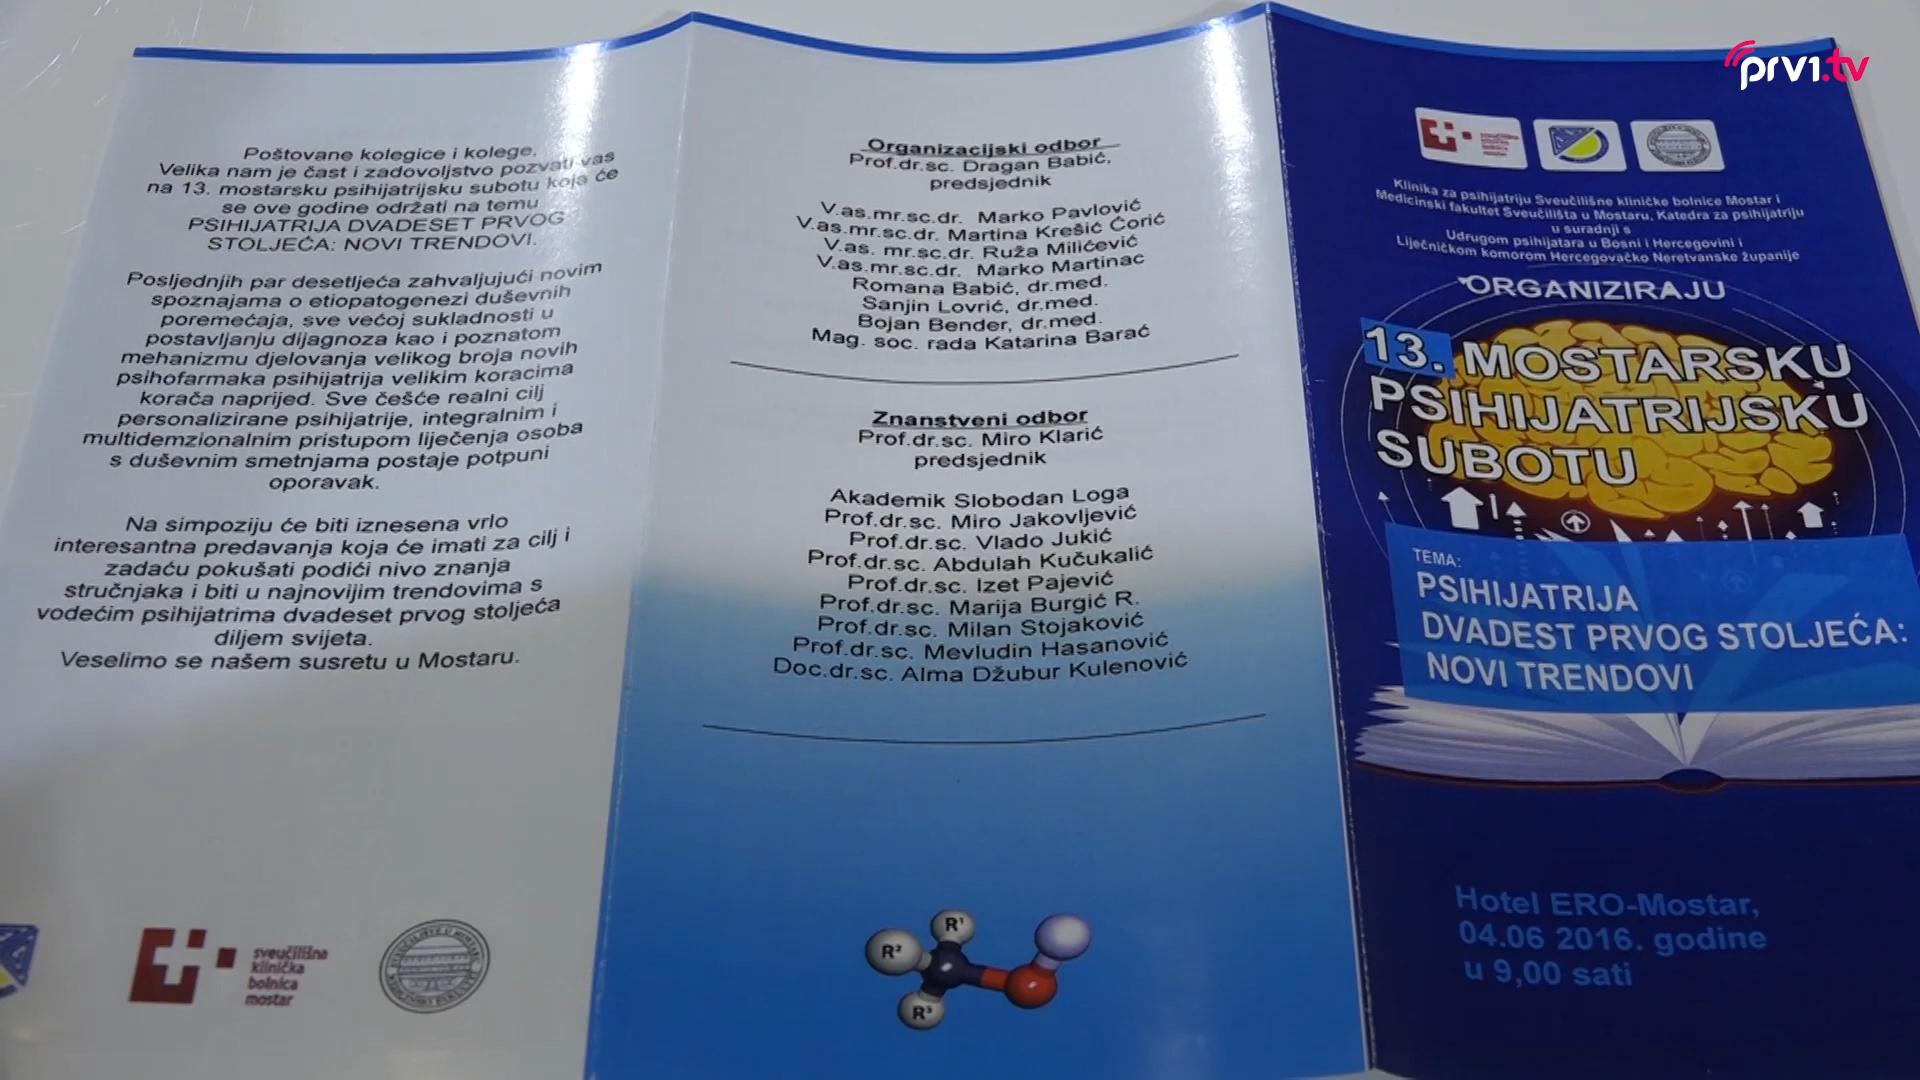 prv1.tv
Poštovane kolegice i kolege,
Velika nam je čast i zadovoljstvo pozvati vas
na 13. mostarsku psihijatrijsku subotu koja će
se ove godine održati na temu
PSIHIJATRIJA DVADESET PRVOG
STOLJEĆA: NOVI TRENDOVI.
Posljednjih par desetljeća zahvaljujući novim
spoznajama o etiopatogenezi duševnih
poremećaja, sve većoj sukladnosti u
postavljanju dijagnoza kao i poznatom
mehanizmu djelovanja velikog broja novih
psihofarmaka psihijatrija velikim koracima
korača naprijed. Sve češće realni cilj
personalizirane psihijatrije, integralnim i
multidemzionalnim pristupom liječenja osoba
s duševnim smetnjama postaje potpuni
oporavak.
Na simpoziju će biti iznesena vrlo
interesantna predavanja koja će imati za cilj i
zadaću pokušati podići nivo znanja
stručnjaka i biti u najnovijim trendovima s
vodećim psihijatrima dvadeset prvog stoljeća
diljem svijeta.
Veselimo se našem susretu u Mostaru.
sveučilišna
klinička
bolnica
mostar
Organizacijski odbor
Prof.dr.sc. Dragan Babić,
predsjednik
V.as.mr.sc.dr. Marko Pavlović
V.as.mr.sc.dr. Martina Krešić Ćorić
V.as. mr.sc.dr. Ruža Milićević
V.as.mr.sc.dr. Marko Martinac
Romana Babić, dr.med.
Sanjin Lovrić, dr.med.
Bojan Bender, dr.med.
Mag. soc. rada Katarina Barać
Znanstveni odbor
Prof.dr.sc. Miro Klarić
predsjednik
Akademik Slobodan Loga
Prof.dr.sc. Miro Jakovljević
Prof.dr.sc. Vlado Jukić
Prof.dr.sc. Abdulah Kučukalić
Prof.dr.sc. Izet Pajević
Prof.dr.sc. Marija Burgić R.
Prof.dr.sc. Milan Stojaković
Prof.dr.sc. Mevludin Hasanović
Doc.dr.sc. Alma Džubur Kulenović
R¹
R²
R³
sveučilišna
klinička
bolnica
mostar
Klinika za psihijatriju Sveučilišne kliničke bolnice Mostar i
Medicinski fakultet Sveučilišta u Mostaru, Katedra za psihijatriju
u suradnji s
Udrugom psihijatara u Bosni i Hercegovini i
Liječničkom komorom Hercegovačko Neretvanske županije
ORGANIZIRAJU
13. MOSTARSKU
PSIHIJATRIJSKU
SUBOTU
TEMA:
PSIHIJATRIJA
DVADEST PRVOG STOLJEĆA:
NOVI TRENDOVI
Hotel ERO-Mostar,
04.06 2016. godine
u 9,00 sati